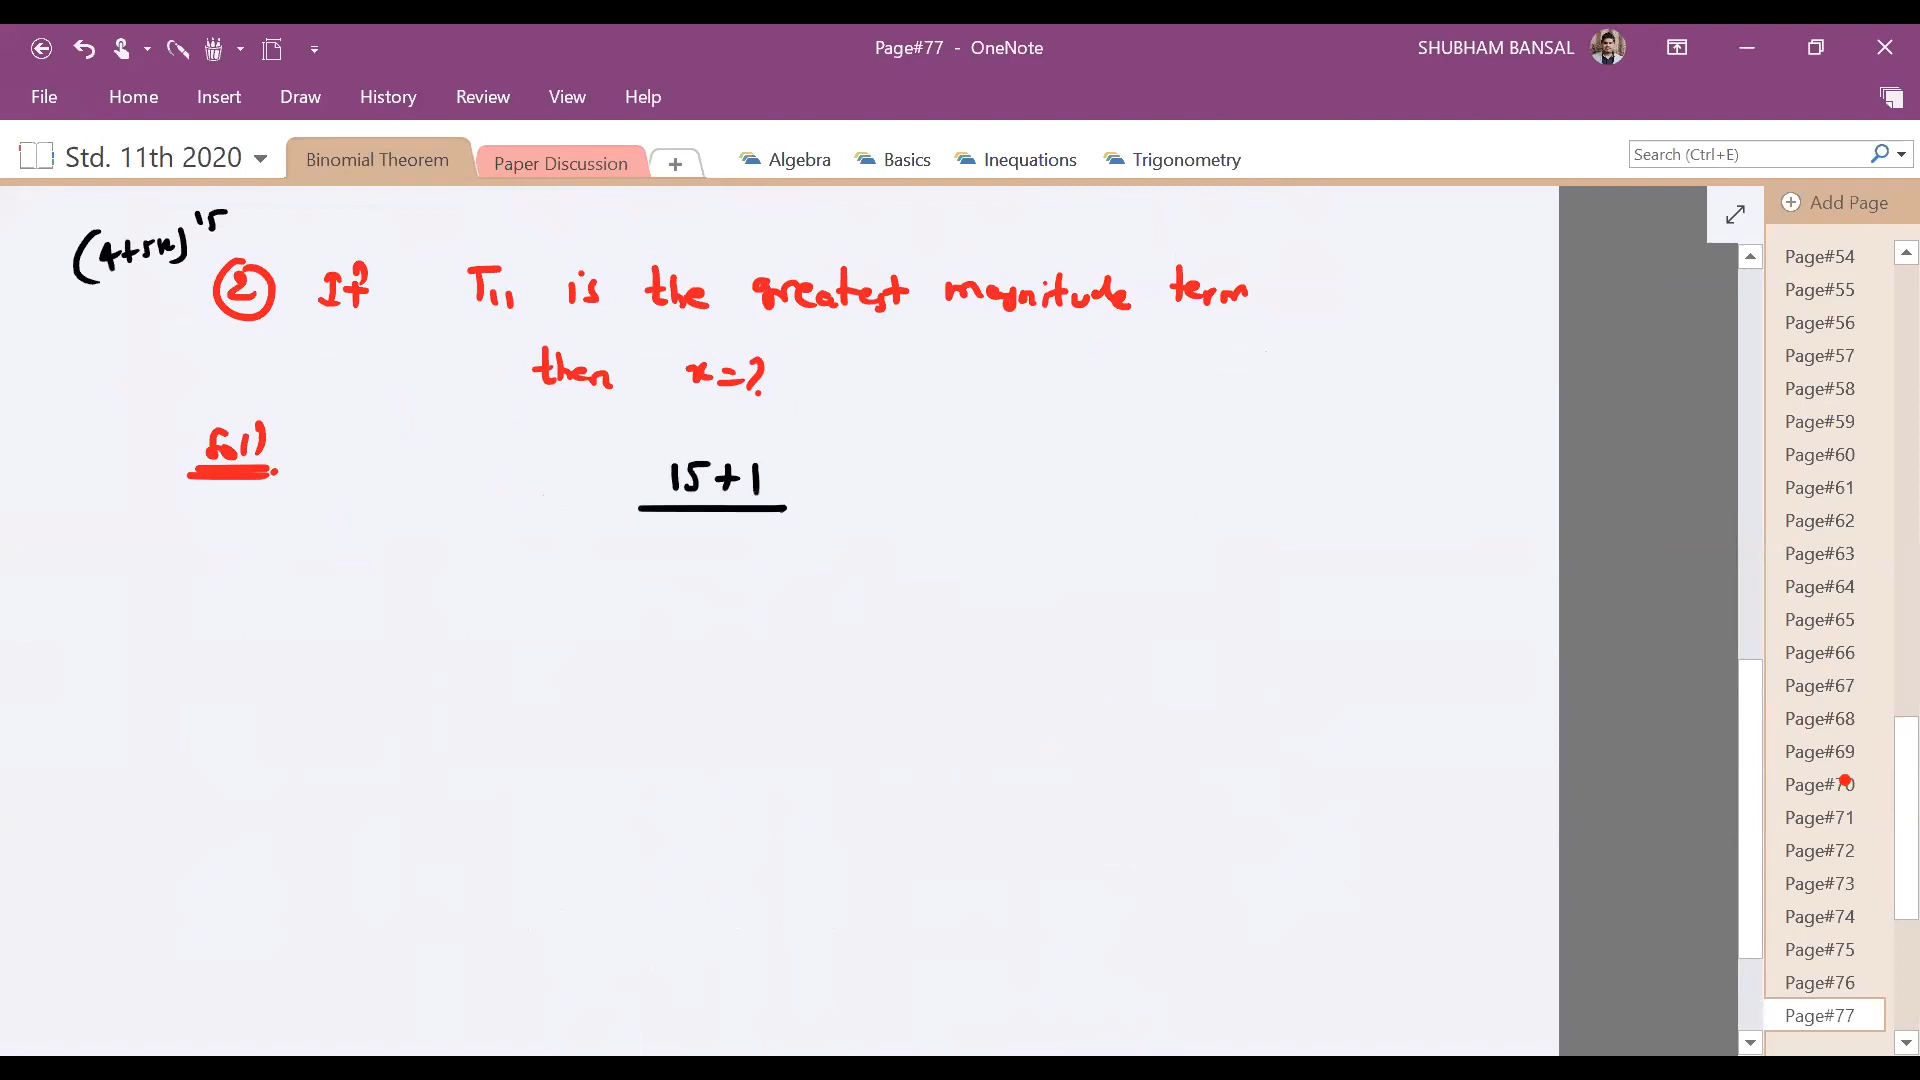 Page#77 - OneNote
SHUBHAM BANSAL
File Home Insert Draw History Review View Help
Std. 11th 2020
Binomial Theorem
Paper Discussion
Algebra
Basics
Inequations
Trigonometry
Search (Ctrl+E)
(4+5x)^15
② If T₁₁ is the greatest magnitude term
then x=?
Sol)
15+1
Add Page
Page#54
Page#55
Page#56
Page#57
Page#58
Page#59
Page#60
Page#61
Page#62
Page#63
Page#64
Page#65
Page#66
Page#67
Page#68
Page#69
Page#70
Page#71
Page#72
Page#73
Page#74
Page#75
Page#76
Page#77